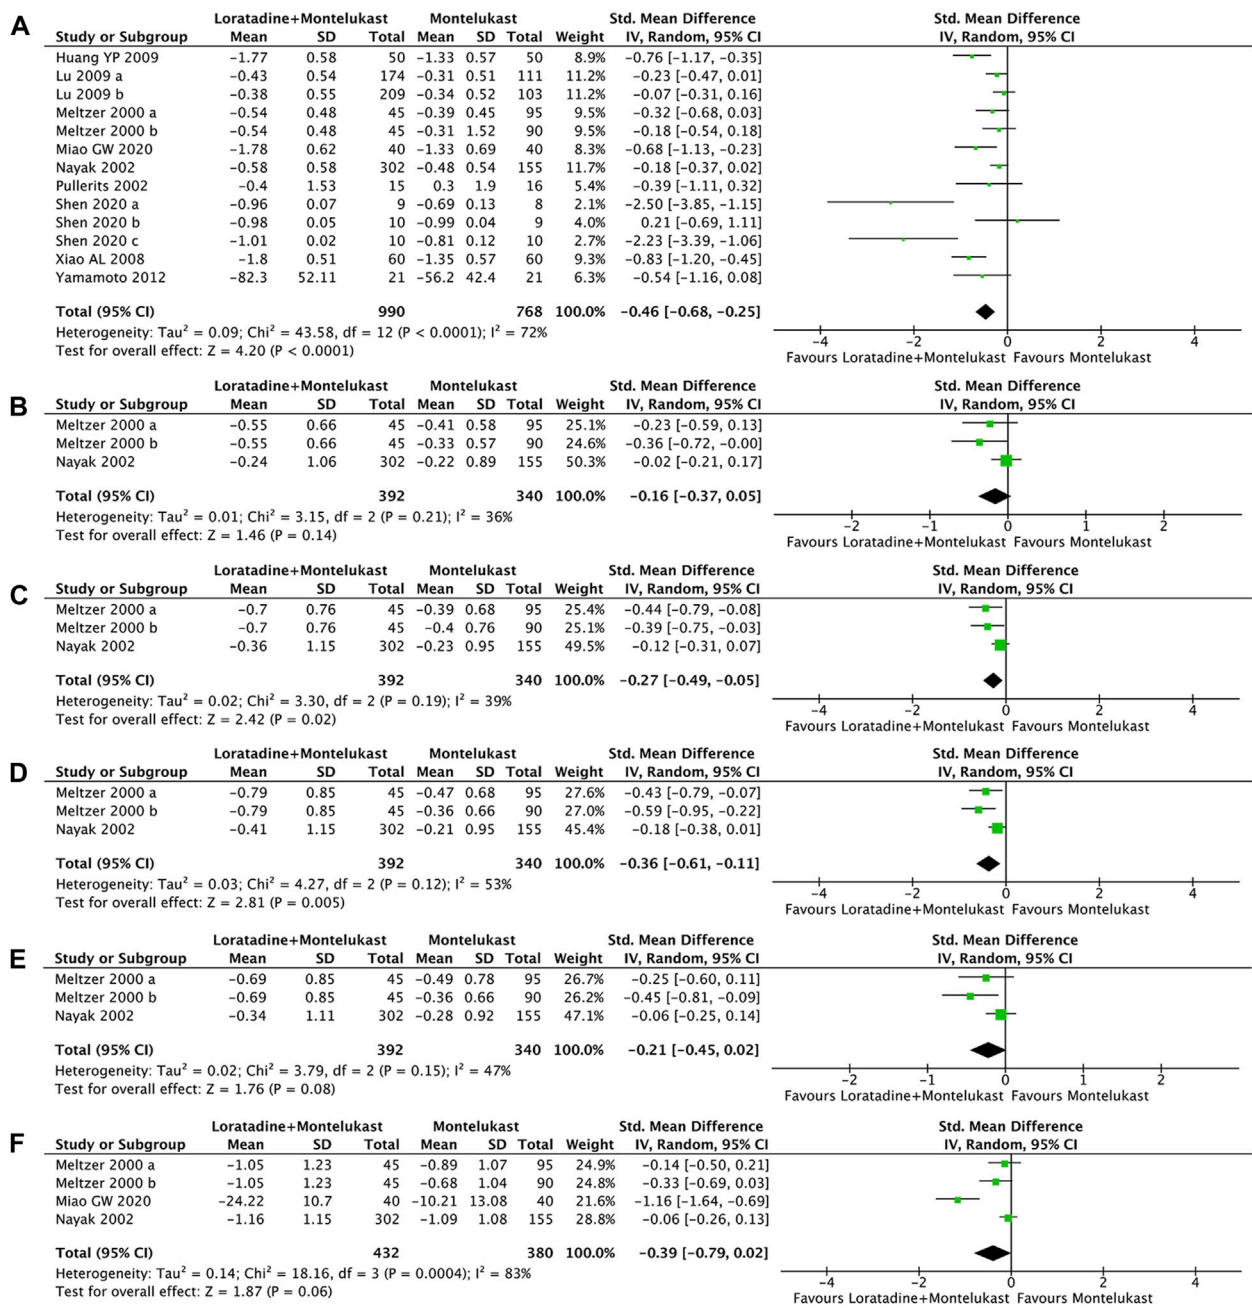 A
Loratadine+Montelukast Montelukast Std. Mean Difference Std. Mean Difference
Study or Subgroup Mean SD Total Mean SD Total Weight IV, Random, 95% CI IV, Random, 95% CI
Huang YP 2009 −1.77 0.58 50 −1.33 0.57 50 8.9% −0.76 [−1.17, −0.35]
Lu 2009 a −0.43 0.54 174 −0.31 0.51 111 11.2% −0.23 [−0.47, 0.01]
Lu 2009 b −0.38 0.55 209 −0.34 0.52 103 11.2% −0.07 [−0.31, 0.16]
Meltzer 2000 a −0.54 0.48 45 −0.39 0.45 95 9.5% −0.32 [−0.68, 0.03]
Meltzer 2000 b −0.54 0.48 45 −0.31 1.52 90 9.5% −0.18 [−0.54, 0.18]
Miao GW 2020 −1.78 0.62 40 −1.33 0.69 40 8.3% −0.68 [−1.13, −0.23]
Nayak 2002 −0.58 0.58 302 −0.48 0.54 155 11.7% −0.18 [−0.37, 0.02]
Pullerits 2002 −0.4 1.53 15 0.3 1.9 16 5.4% −0.39 [−1.11, 0.32]
Shen 2020 a −0.96 0.07 9 −0.69 0.13 8 2.1% −2.50 [−3.85, −1.15]
Shen 2020 b −0.98 0.05 10 −0.99 0.04 9 4.0% 0.21 [−0.69, 1.11]
Shen 2020 c −1.01 0.02 10 −0.81 0.12 10 2.7% −2.23 [−3.39, −1.06]
Xiao AL 2008 −1.8 0.51 60 −1.35 0.57 60 9.3% −0.83 [−1.20, −0.45]
Yamamoto 2012 −82.3 52.11 21 −56.2 42.4 21 6.3% −0.54 [−1.16, 0.08]
Total (95% CI) 990 768 100.0% −0.46 [−0.68, −0.25]
Heterogeneity: Tau² = 0.09; Chi² = 43.58, df = 12 (P < 0.0001); I² = 72%
Test for overall effect: Z = 4.20 (P < 0.0001)
−4 −2 0 2 4
Favours Loratadine+Montelukast Favours Montelukast
B
Loratadine+Montelukast Montelukast Std. Mean Difference Std. Mean Difference
Study or Subgroup Mean SD Total Mean SD Total Weight IV, Random, 95% CI IV, Random, 95% CI
Meltzer 2000 a −0.55 0.66 45 −0.41 0.58 95 25.1% −0.23 [−0.59, 0.13]
Meltzer 2000 b −0.55 0.66 45 −0.33 0.57 90 24.6% −0.36 [−0.72, −0.00]
Nayak 2002 −0.24 1.06 302 −0.22 0.89 155 50.3% −0.02 [−0.21, 0.17]
Total (95% CI) 392 340 100.0% −0.16 [−0.37, 0.05]
Heterogeneity: Tau² = 0.01; Chi² = 3.15, df = 2 (P = 0.21); I² = 36%
Test for overall effect: Z = 1.46 (P = 0.14)
−2 −1 0 1 2
Favours Loratadine+Montelukast Favours Montelukast
C
Loratadine+Montelukast Montelukast Std. Mean Difference Std. Mean Difference
Study or Subgroup Mean SD Total Mean SD Total Weight IV, Random, 95% CI IV, Random, 95% CI
Meltzer 2000 a −0.7 0.76 45 −0.39 0.68 95 25.4% −0.44 [−0.79, −0.08]
Meltzer 2000 b −0.7 0.76 45 −0.4 0.76 90 25.1% −0.39 [−0.75, −0.03]
Nayak 2002 −0.36 1.15 302 −0.23 0.95 155 49.5% −0.12 [−0.31, 0.07]
Total (95% CI) 392 340 100.0% −0.27 [−0.49, −0.05]
Heterogeneity: Tau² = 0.02; Chi² = 3.30, df = 2 (P = 0.19); I² = 39%
Test for overall effect: Z = 2.42 (P = 0.02)
−4 −2 0 2 4
Favours Loratadine+Montelukast Favours Montelukast
D
Loratadine+Montelukast Montelukast Std. Mean Difference Std. Mean Difference
Study or Subgroup Mean SD Total Mean SD Total Weight IV, Random, 95% CI IV, Random, 95% CI
Meltzer 2000 a −0.79 0.85 45 −0.47 0.68 95 27.6% −0.43 [−0.79, −0.07]
Meltzer 2000 b −0.79 0.85 45 −0.36 0.66 90 27.0% −0.59 [−0.95, −0.22]
Nayak 2002 −0.41 1.15 302 −0.21 0.95 155 45.4% −0.18 [−0.38, 0.01]
Total (95% CI) 392 340 100.0% −0.36 [−0.61, −0.11]
Heterogeneity: Tau² = 0.03; Chi² = 4.27, df = 2 (P = 0.12); I² = 53%
Test for overall effect: Z = 2.81 (P = 0.005)
−4 −2 0 2 4
Favours Loratadine+Montelukast Favours Montelukast
E
Loratadine+Montelukast Montelukast Std. Mean Difference Std. Mean Difference
Study or Subgroup Mean SD Total Mean SD Total Weight IV, Random, 95% CI IV, Random, 95% CI
Meltzer 2000 a −0.69 0.85 45 −0.49 0.78 95 26.7% −0.25 [−0.60, 0.11]
Meltzer 2000 b −0.69 0.85 45 −0.36 0.66 90 26.2% −0.45 [−0.81, −0.09]
Nayak 2002 −0.34 1.11 302 −0.28 0.92 155 47.1% −0.06 [−0.25, 0.14]
Total (95% CI) 392 340 100.0% −0.21 [−0.45, 0.02]
Heterogeneity: Tau² = 0.02; Chi² = 3.79, df = 2 (P = 0.15); I² = 47%
Test for overall effect: Z = 1.76 (P = 0.08)
−2 −1 0 1 2
Favours Loratadine+Montelukast Favours Montelukast
F
Loratadine+Montelukast Montelukast Std. Mean Difference Std. Mean Difference
Study or Subgroup Mean SD Total Mean SD Total Weight IV, Random, 95% CI IV, Random, 95% CI
Meltzer 2000 a −1.05 1.23 45 −0.89 1.07 95 24.9% −0.14 [−0.50, 0.21]
Meltzer 2000 b −1.05 1.23 45 −0.68 1.04 90 24.8% −0.33 [−0.69, 0.03]
Miao GW 2020 −24.22 10.7 40 −10.21 13.08 40 21.6% −1.16 [−1.64, −0.69]
Nayak 2002 −1.16 1.15 302 −1.09 1.08 155 28.8% −0.06 [−0.26, 0.13]
Total (95% CI) 432 380 100.0% −0.39 [−0.79, 0.02]
Heterogeneity: Tau² = 0.14; Chi² = 18.16, df = 3 (P = 0.0004); I² = 83%
Test for overall effect: Z = 1.87 (P = 0.06)
−4 −2 0 2 4
Favours Loratadine+Montelukast Favours Montelukast